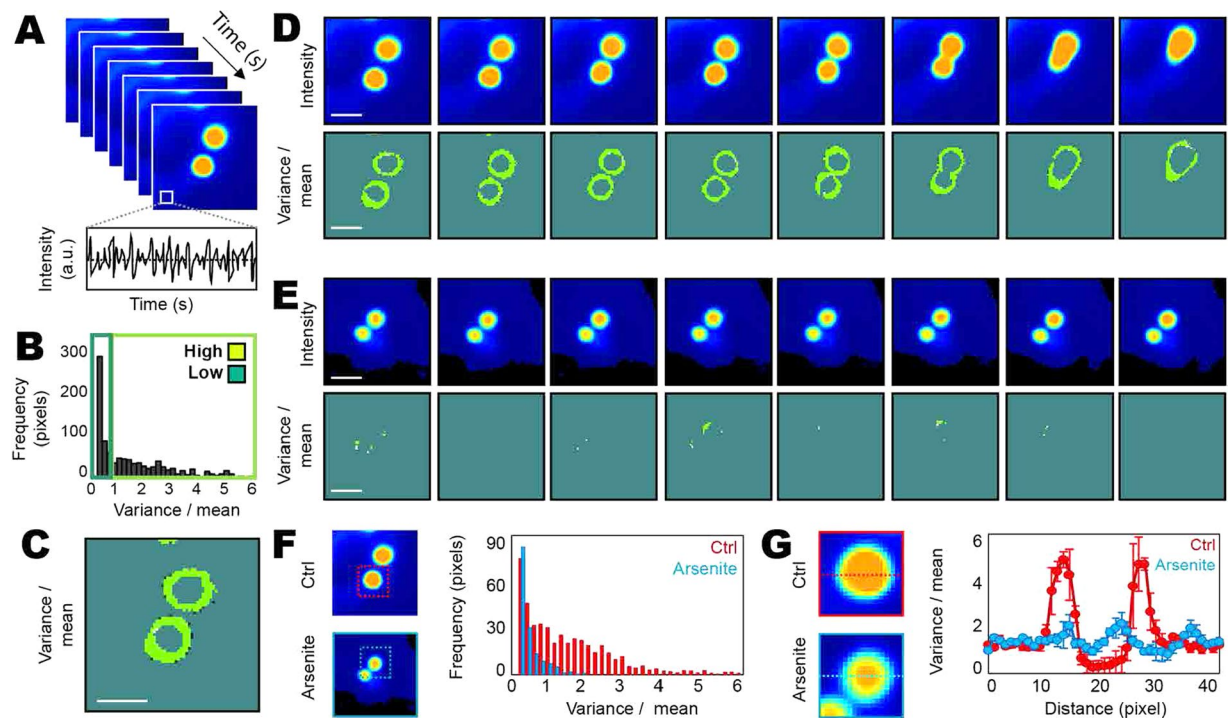 A
Time (s)
Intensity
(a.u.)
Time (s)
B
Frequency
(pixels)
300
200
100
0
High
Low
0 1 2 3 4 5 6
Variance / mean
C
Variance /
mean
D
Intensity
Variance /
mean
E
Intensity
Variance /
mean
F
Ctrl
Arsenite
Frequency (pixels)
90
60
30
0
Ctrl
Arsenite
0 1 2 3 4 5 6
Variance / mean
G
Ctrl
Arsenite
Variance / mean
6
4
2
0
Ctrl
Arsenite
0 10 20 30 40
Distance (pixel)